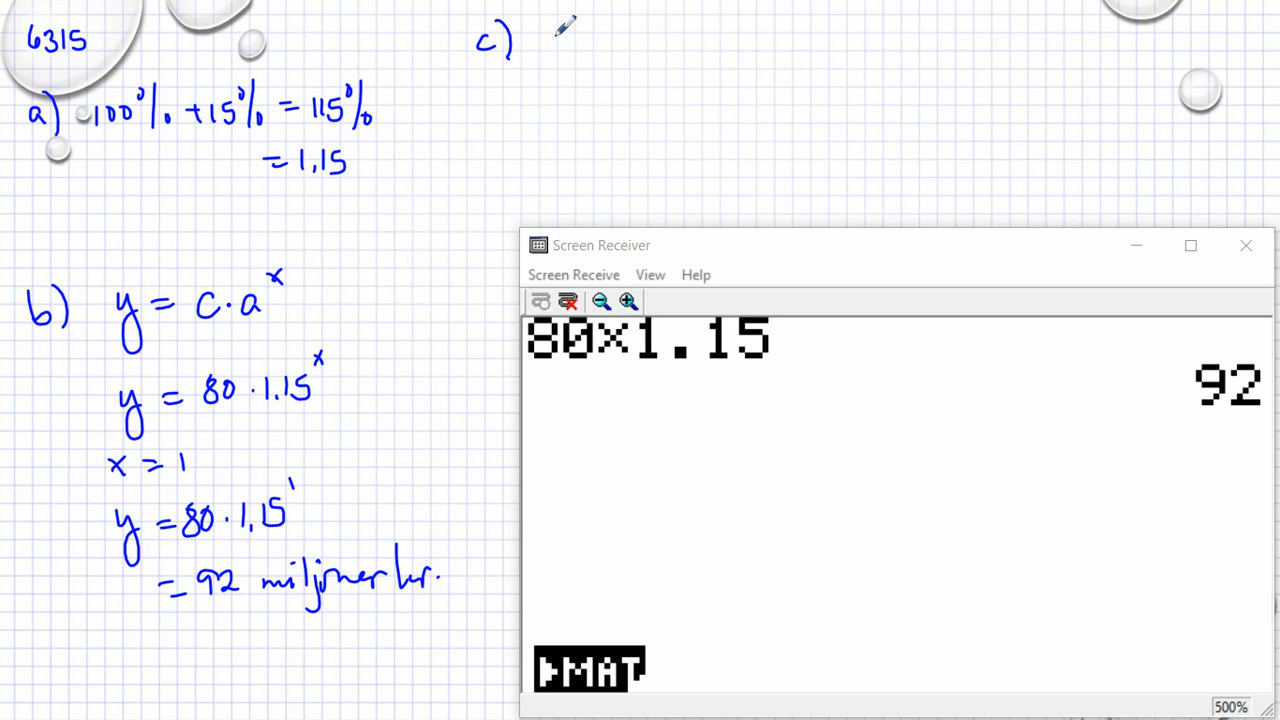 6315
a) 100% + 15% = 115%
= 1,15
b) y = C · a^x
y = 80 · 1.15^x
x = 1
y = 80 · 1,15^1
= 92 miljoner kr.
c)
Screen Receiver
Screen Receive View Help
80×1.15
92
▶MAT
500%